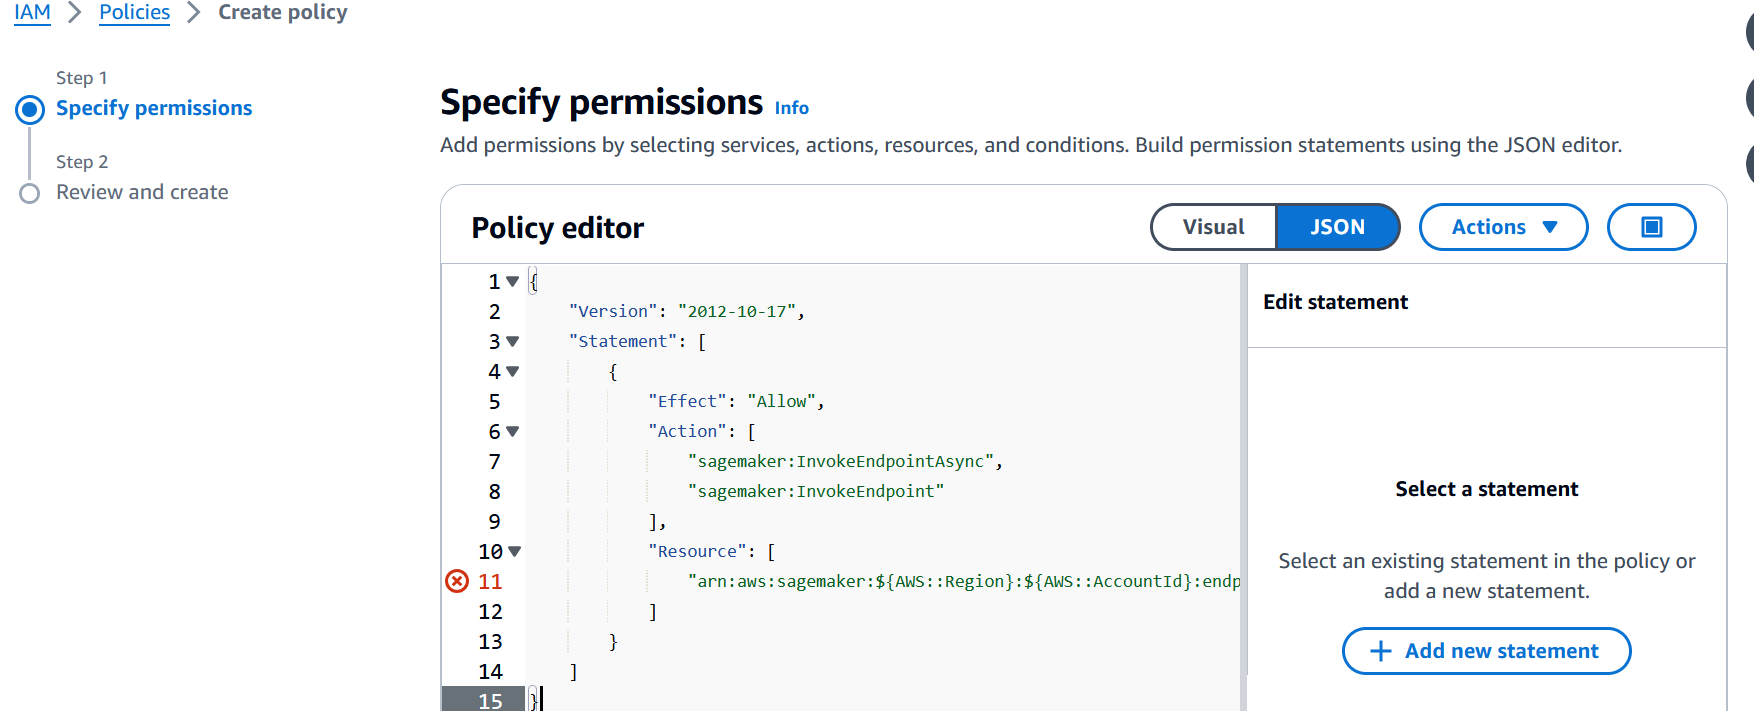 IAM > Policies > Create policy
Step 1
Specify permissions
Step 2
Review and create
Specify permissions Info
Add permissions by selecting services, actions, resources, and conditions. Build permission statements using the JSON editor.
Policy editor
Visual JSON Actions
1 {
2 "Version": "2012-10-17",
3 "Statement": [
4 {
5 "Effect": "Allow",
6 "Action": [
7 "sagemaker:InvokeEndpointAsync",
8 "sagemaker:InvokeEndpoint"
9 ],
10 "Resource": [
11 "arn:aws:sagemaker:${AWS::Region}:${AWS::AccountId}:endp
12 ]
13 }
14 ]
15 }
Edit statement
Select a statement
Select an existing statement in the policy or
add a new statement.
+ Add new statement